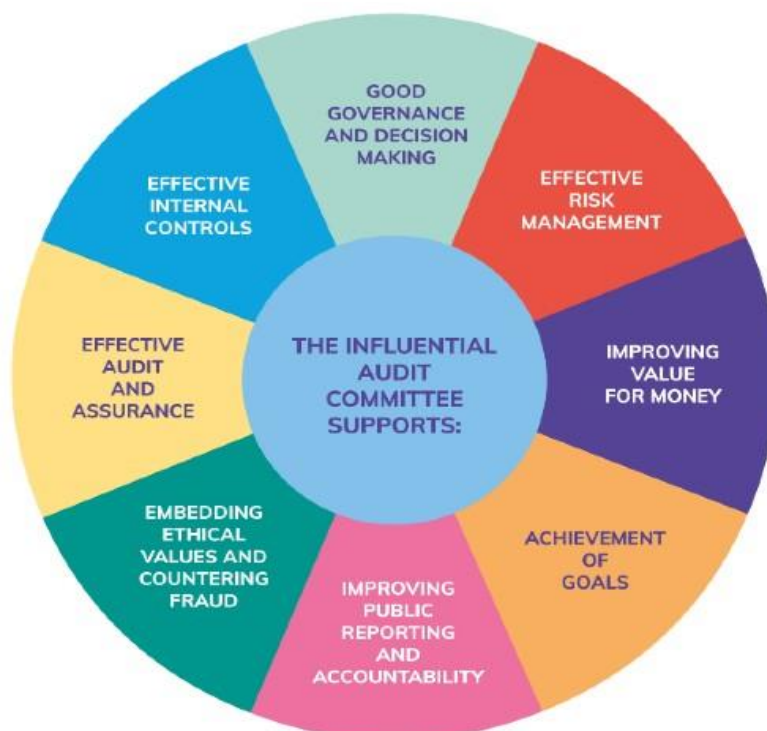 GOOD
GOVERNANCE
AND DECISION
MAKING
EFFECTIVE
RISK
MANAGEMENT
IMPROVING
VALUE
FOR MONEY
ACHIEVEMENT
OF
GOALS
IMPROVING
PUBLIC
REPORTING
AND
ACCOUNTABILITY
EMBEDDING
ETHICAL
VALUES AND
COUNTERING
FRAUD
EFFECTIVE
AUDIT
AND
ASSURANCE
EFFECTIVE
INTERNAL
CONTROLS
THE INFLUENTIAL
AUDIT
COMMITTEE
SUPPORTS: